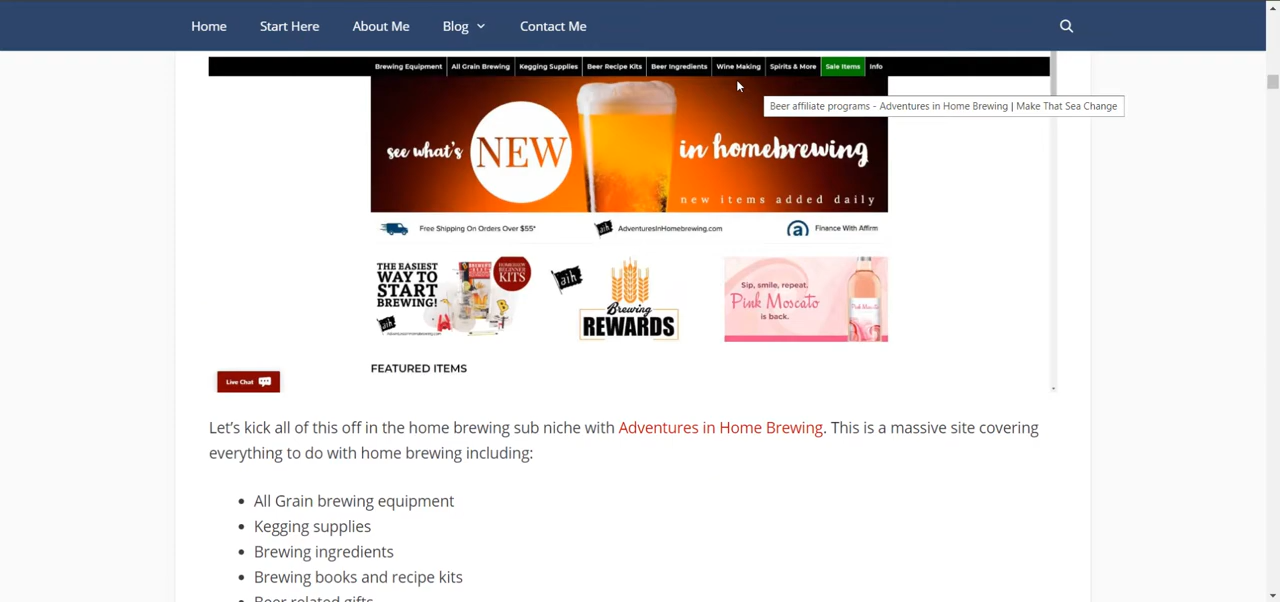 Home Start Here About Me Blog Contact Me
Brewing Equipment All Grain Brewing Kegging Supplies Beer Recipe Kits Beer Ingredients Wine Making Spirits & More Sale Items Info
Beer affiliate programs - Adventures in Home Brewing | Make That Sea Change
see what's NEW in homebrewing
new items added daily
Free Shipping On Orders Over $55* AdventuresInHomebrewing.com Finance With Affirm
THE EASIEST
WAY TO
START
BREWING!
KITS
aih
Brewing
REWARDS
Sip, smile, repeat.
Pink Moscato
is back.
FEATURED ITEMS
Live Chat
Let's kick all of this off in the home brewing sub niche with Adventures in Home Brewing. This is a massive site covering
everything to do with home brewing including:
• All Grain brewing equipment
• Kegging supplies
• Brewing ingredients
• Brewing books and recipe kits
• Beer related gifts